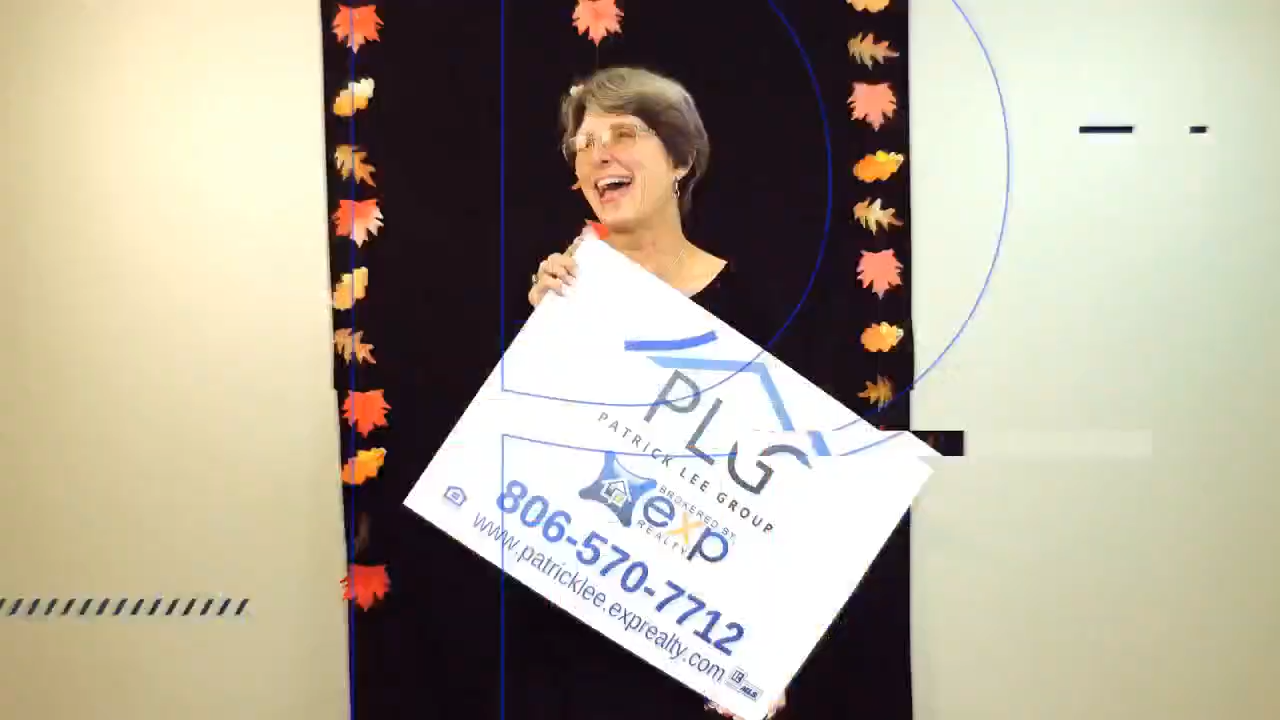 PLG
PATRICK LEE GROUP
BROKERED BY:
exp
REALTY
806-570-7712
www.patricklee.exprealty.com